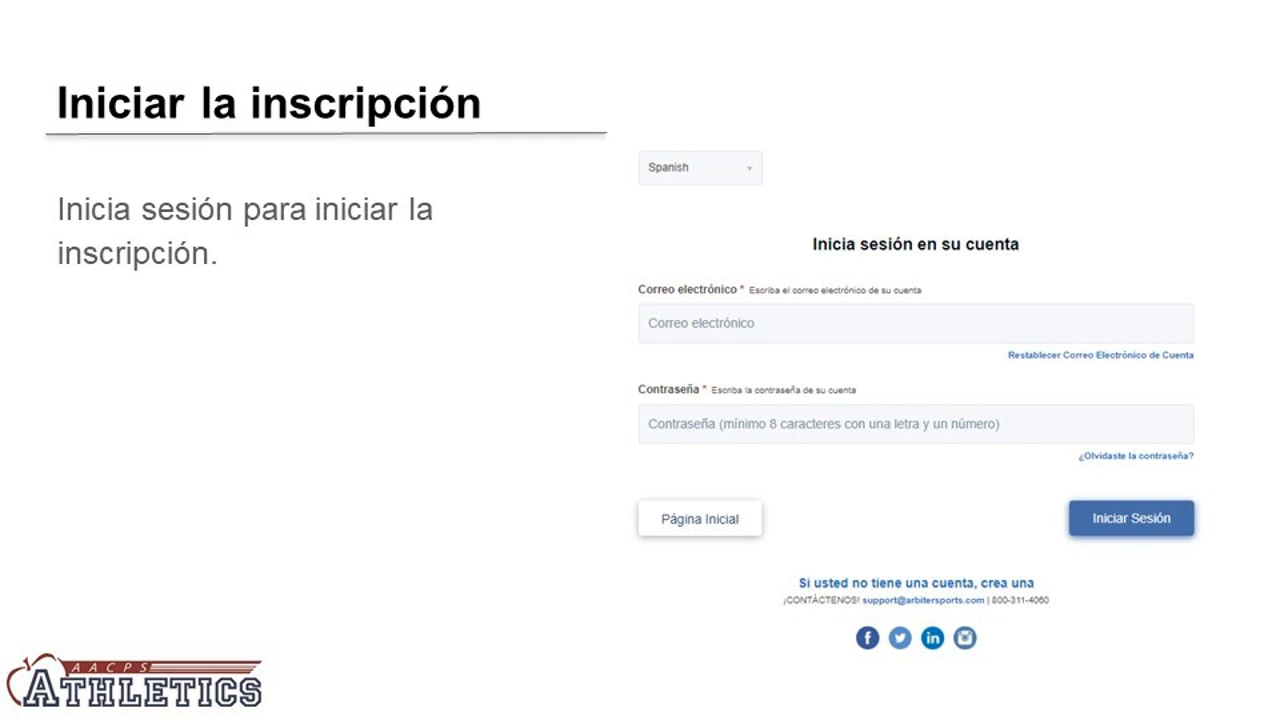 Iniciar la inscripción
Inicia sesión para iniciar la
inscripción.
Spanish
Inicia sesión en su cuenta
Correo electrónico * Escriba el correo electrónico de su cuenta
Correo electrónico
Restablecer Correo Electrónico de Cuenta
Contraseña * Escriba la contraseña de su cuenta
Contraseña (mínimo 8 caracteres con una letra y un número)
¿Olvidaste la contraseña?
Página Inicial
Iniciar Sesión
Si usted no tiene una cuenta, crea una
¡CONTÁCTENOS! support@arbitersports.com | 800-311-4060
AACPS
ATHLETICS